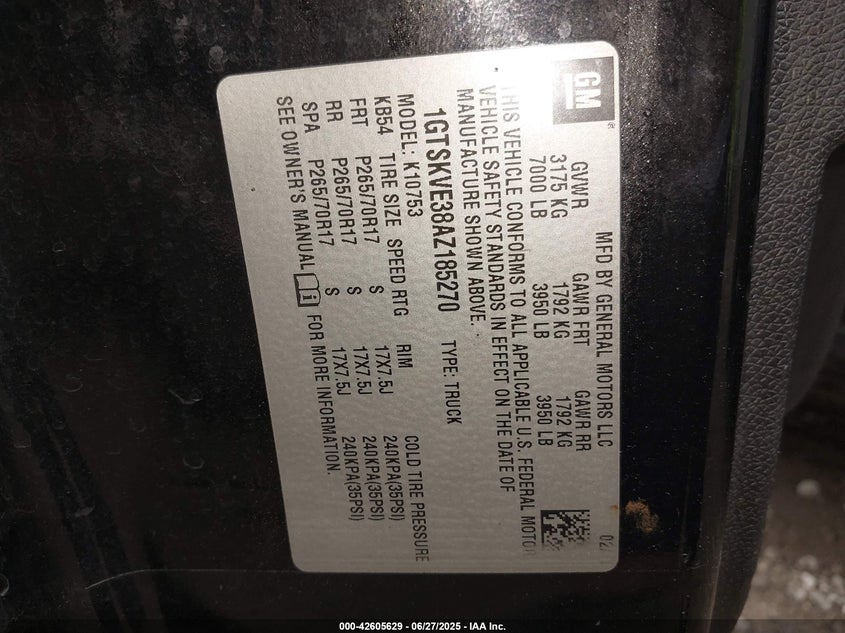 GM
MFD BY GENERAL MOTORS LLC
GVWR GAWR FRT GAWR RR
3175 KG 1792 KG 1792 KG
7000 LB 3950 LB 3950 LB
THIS VEHICLE CONFORMS TO ALL APPLICABLE U.S. FEDERAL MOTOR
VEHICLE SAFETY STANDARDS IN EFFECT ON THE DATE OF
MANUFACTURE SHOWN ABOVE.
1GTSKVE38AZ185270 TYPE: TRUCK
MODEL: K10753
KB54 TIRE SIZE SPEED RTG RIM COLD TIRE PRESSURE
FRT P265/70R17 S 17X7.5J 240KPA(35PSI)
RR P265/70R17 S 17X7.5J 240KPA(35PSI)
SPA P265/70R17 S 17X7.5J 240KPA(35PSI)
SEE OWNER'S MANUAL FOR MORE INFORMATION.
000-42605629 - 06/27/2025 - IAA Inc.